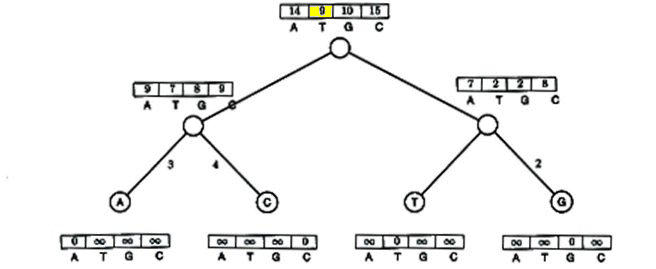 14 9 10 15
A T G C
9 7 8 9
A T G C
7 2 2 8
A T G C
3 4
2
A C T G
0 ∞ ∞ ∞
A T G C
∞ ∞ ∞ 0
A T G C
∞ 0 ∞ ∞
A T G C
∞ ∞ 0 ∞
A T G C